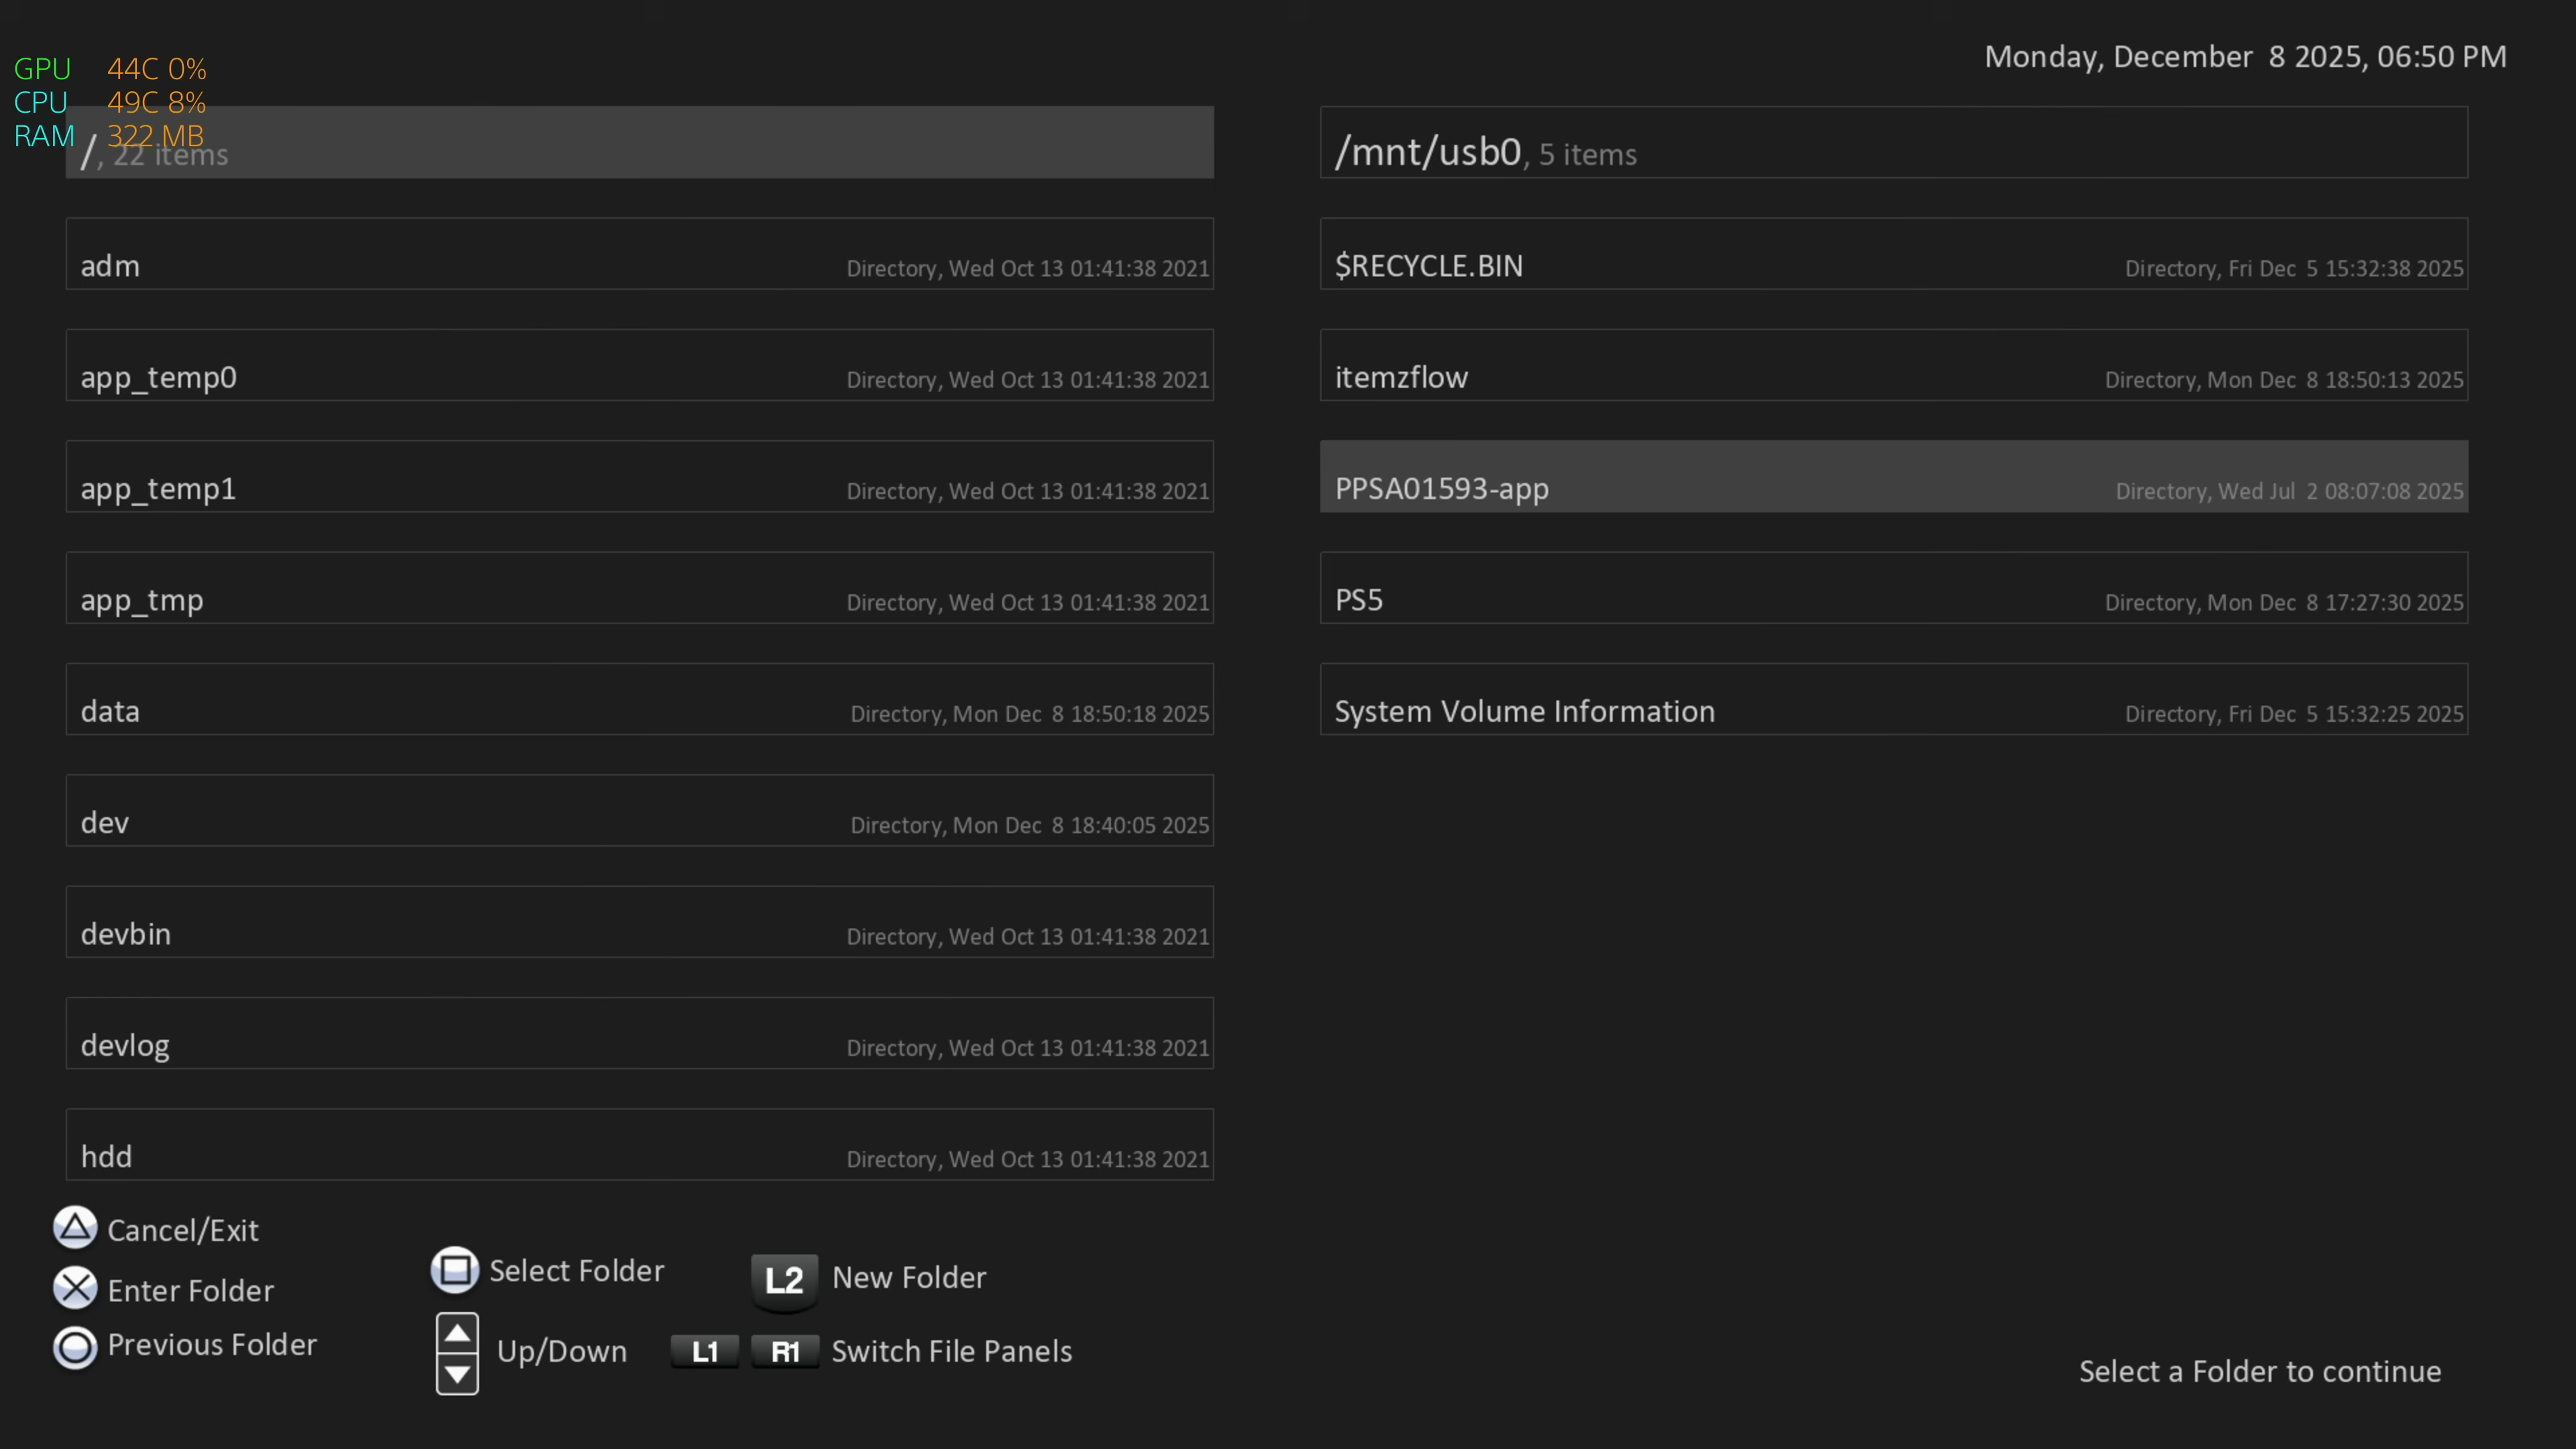 GPU 44C 0%
CPU 49C 8%
RAM 322 MB
Monday, December 8 2025, 06:50 PM
/, 22 items
adm Directory, Wed Oct 13 01:41:38 2021
app_temp0 Directory, Wed Oct 13 01:41:38 2021
app_temp1 Directory, Wed Oct 13 01:41:38 2021
app_tmp Directory, Wed Oct 13 01:41:38 2021
data Directory, Mon Dec 8 18:50:18 2025
dev Directory, Mon Dec 8 18:40:05 2025
devbin Directory, Wed Oct 13 01:41:38 2021
devlog Directory, Wed Oct 13 01:41:38 2021
hdd Directory, Wed Oct 13 01:41:38 2021
/mnt/usb0, 5 items
$RECYCLE.BIN Directory, Fri Dec 5 15:32:38 2025
itemzflow Directory, Mon Dec 8 18:50:13 2025
PPSA01593-app Directory, Wed Jul 2 08:07:08 2025
PS5 Directory, Mon Dec 8 17:27:30 2025
System Volume Information Directory, Fri Dec 5 15:32:25 2025
Cancel/Exit
Enter Folder
Previous Folder
Select Folder
Up/Down
L2 New Folder
L1 R1 Switch File Panels
Select a Folder to continue